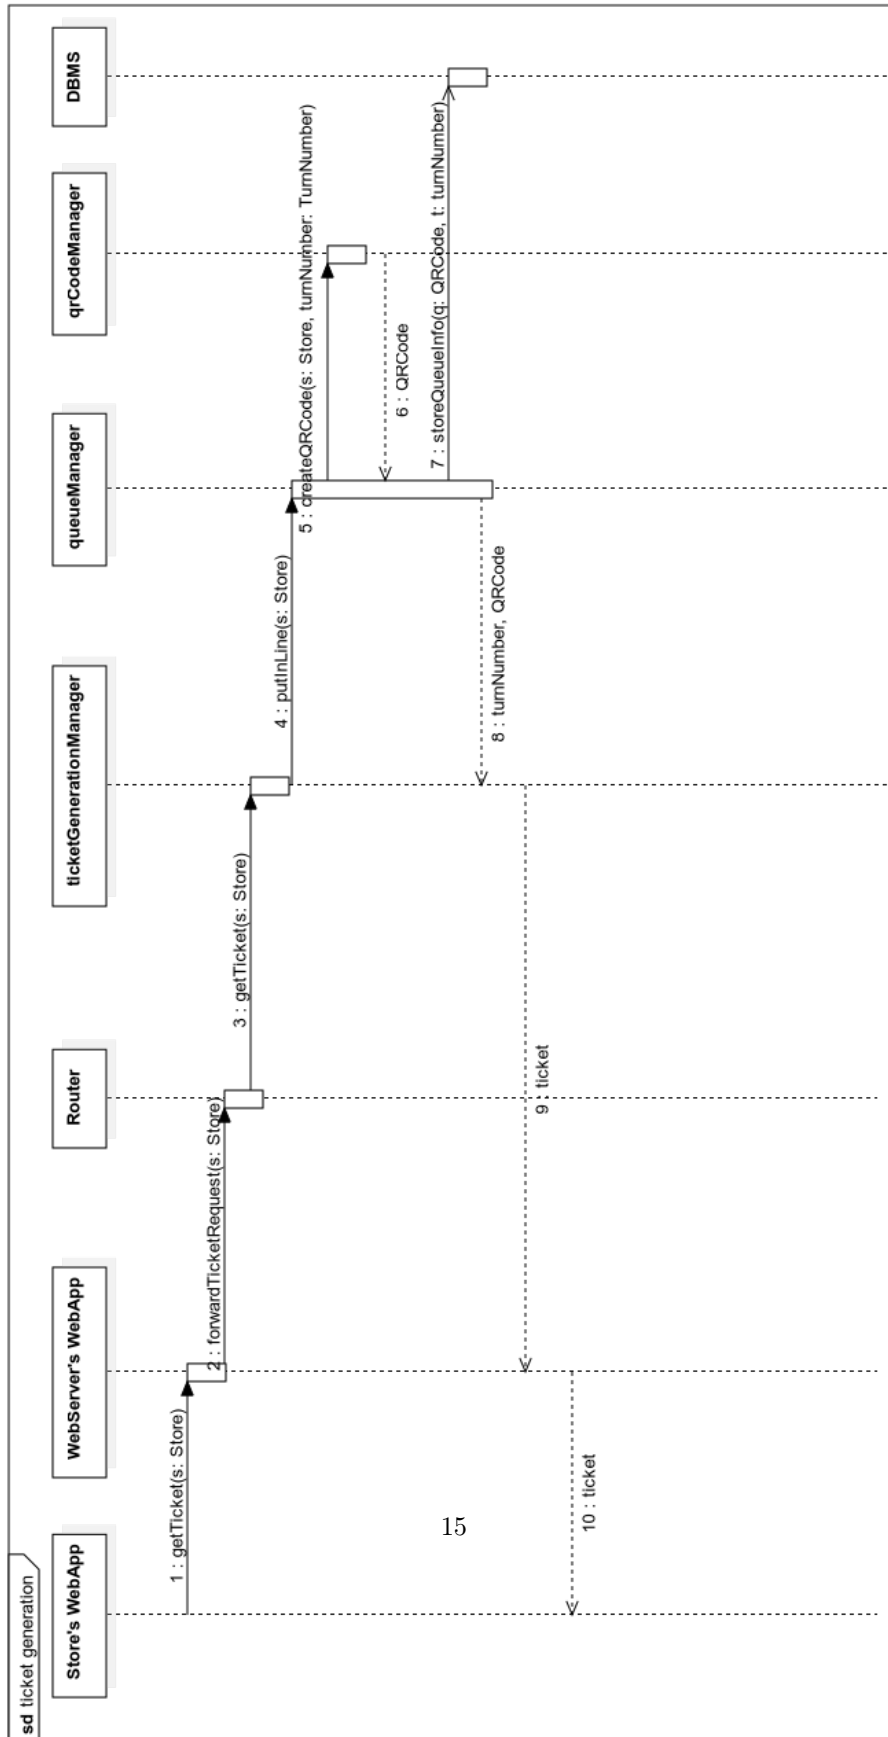 sd ticket generation
Store's WebApp
WebServer's WebApp
Router
ticketGenerationManager
queueManager
qrCodeManager
DBMS
1 : getTicket(s: Store)
2 : forwardTicketRequest(s: Store)
3 : getTicket(s: Store)
4 : putInLine(s: Store)
5 : createQRCode(s: Store, turnNumber: TurnNumber)
6 : QRCode
7 : storeQueueInfo(q: QRCode, t: turnNumber)
8 : turnNumber, QRCode
9 : ticket
10 : ticket
15